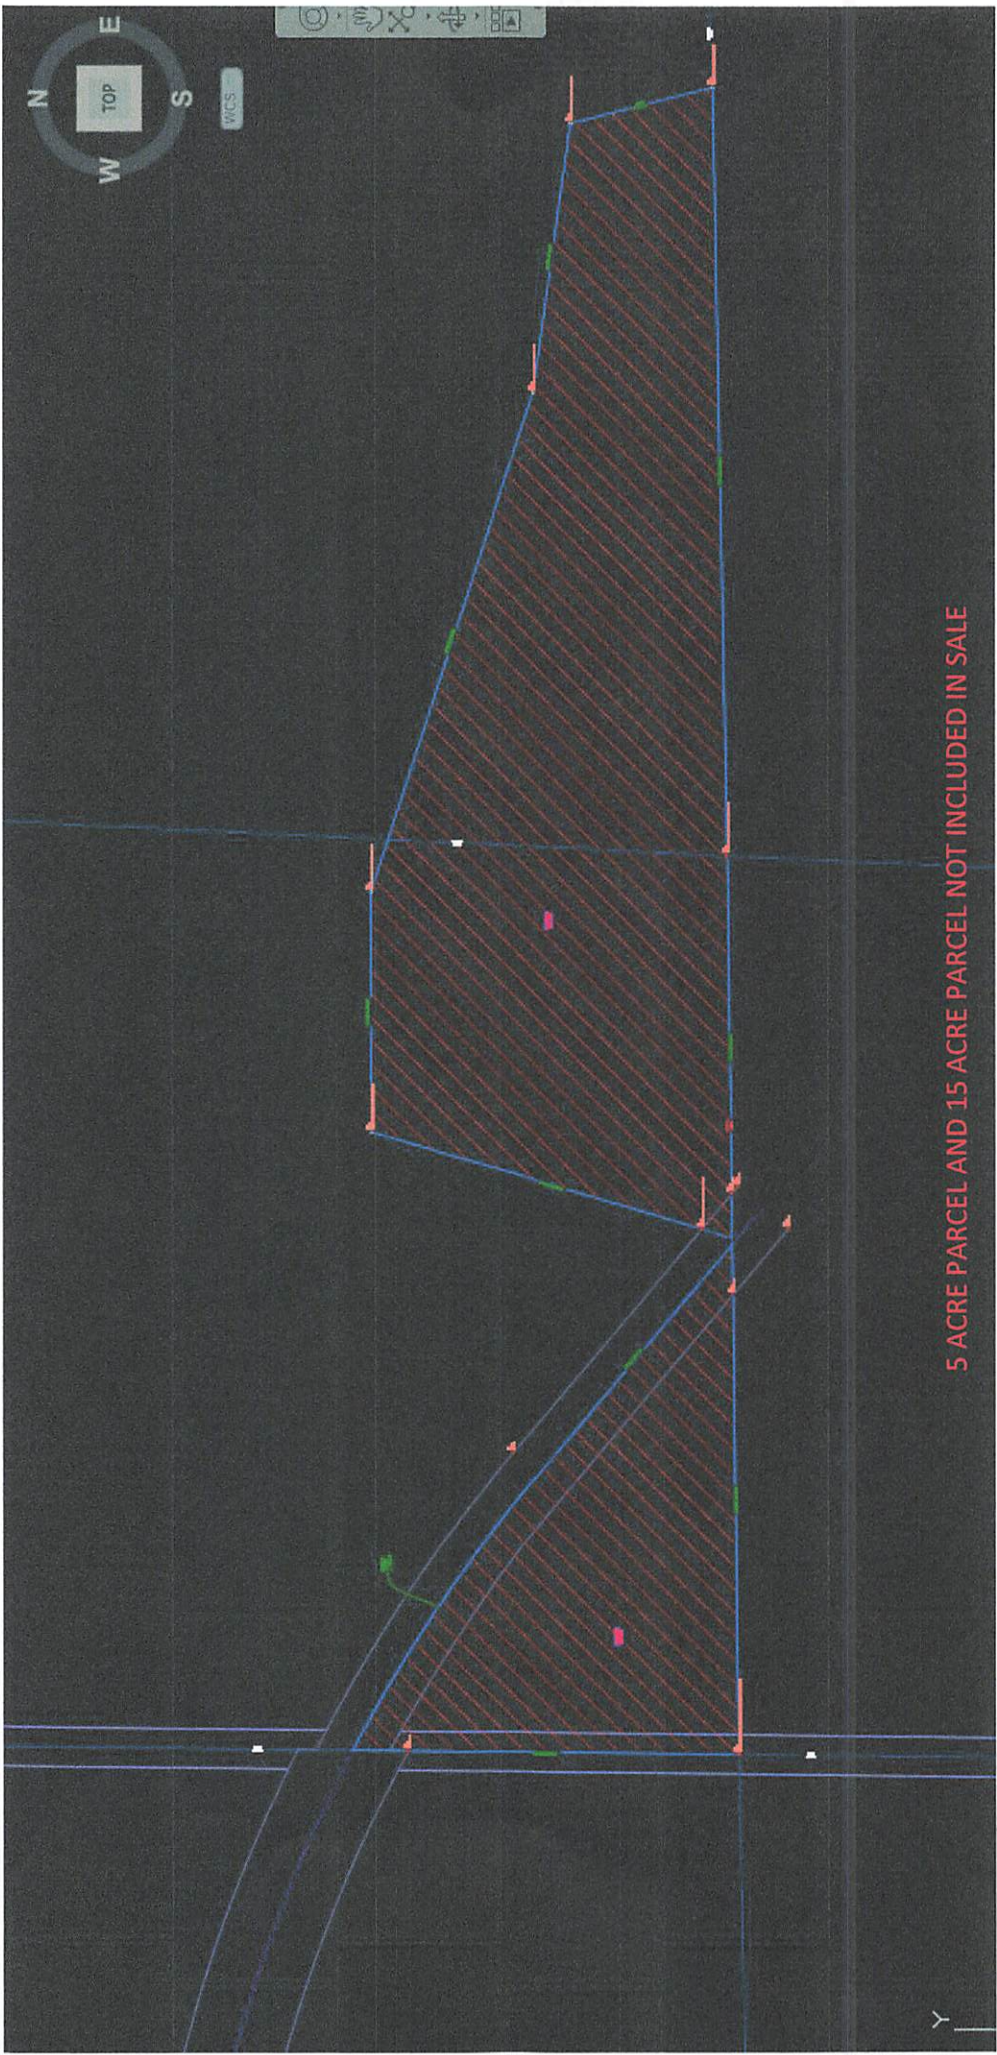 N
E
S
W
TOP
WCS
5 ACRE PARCEL AND 15 ACRE PARCEL NOT INCLUDED IN SALE
Y